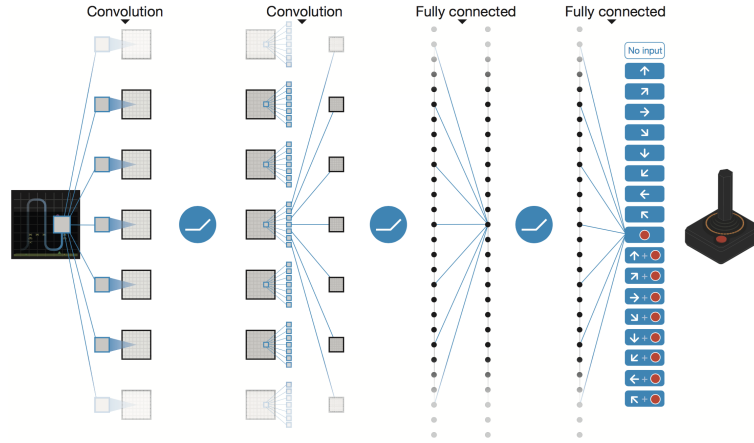 Convolution
Convolution
Fully connected
Fully connected
No input
+
+
+
+
+
+
+
+